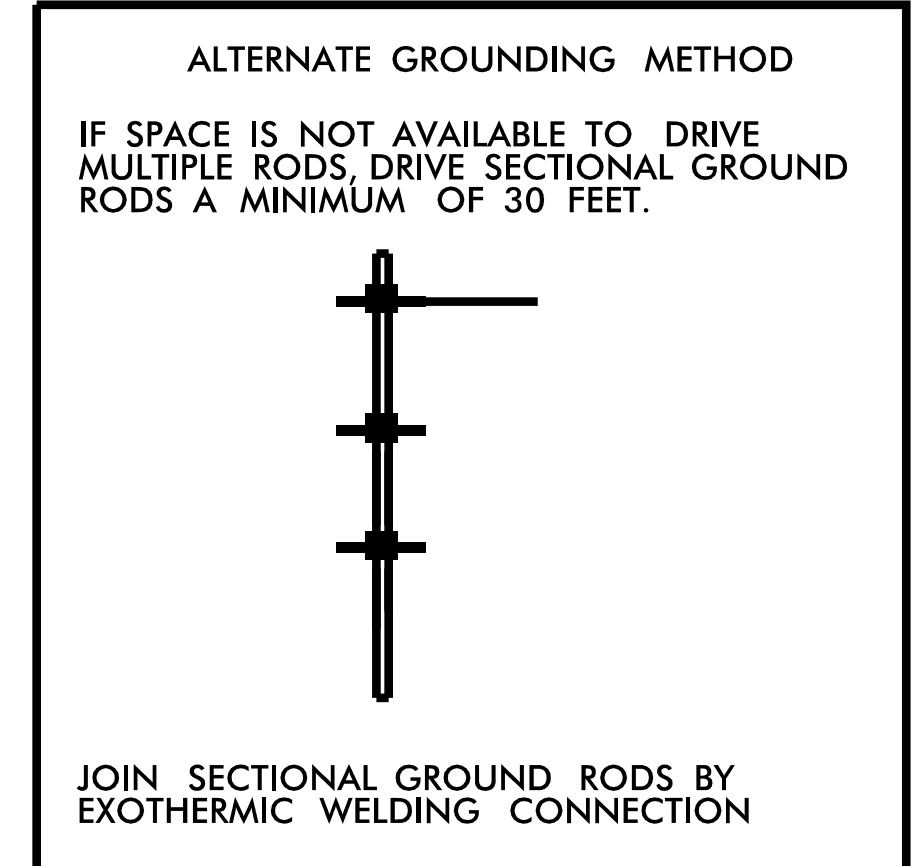 ALTERNATE GROUNDING METHOD
IF SPACE IS NOT AVAILABLE TO DRIVE
MULTIPLE RODS, DRIVE SECTIONAL GROUND
RODS A MINIMUM OF 30 FEET.
JOIN SECTIONAL GROUND RODS BY
EXOTHERMIC WELDING CONNECTION